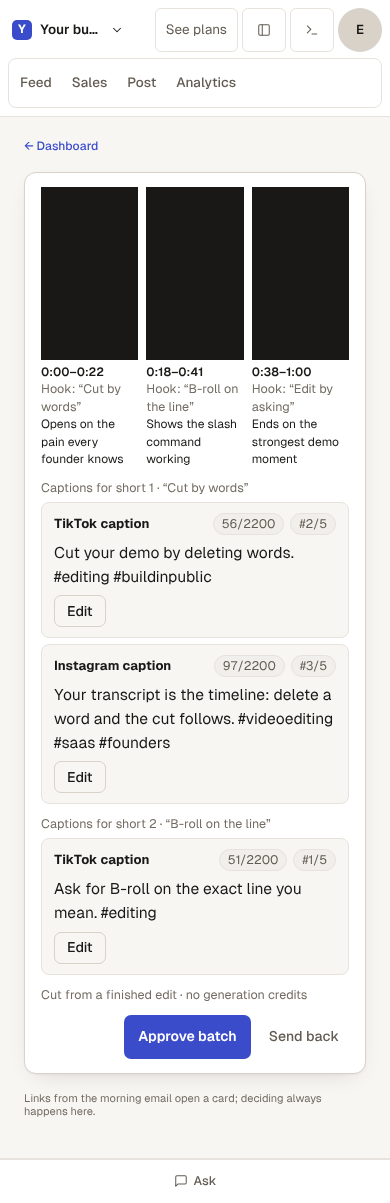 Y Your bu... See plans E
Feed Sales Post Analytics
← Dashboard
0:00–0:22
Hook: “Cut by
words”
Opens on the
pain every
founder knows
0:18–0:41
Hook: “B-roll on
the line”
Shows the slash
command
working
0:38–1:00
Hook: “Edit by
asking”
Ends on the
strongest demo
moment
Captions for short 1 · “Cut by words”
TikTok caption 56/2200 #2/5
Cut your demo by deleting words.
#editing #buildinpublic
Edit
Instagram caption 97/2200 #3/5
Your transcript is the timeline: delete a
word and the cut follows. #videoediting
#saas #founders
Edit
Captions for short 2 · “B-roll on the line”
TikTok caption 51/2200 #1/5
Ask for B-roll on the exact line you
mean. #editing
Edit
Cut from a finished edit · no generation credits
Approve batch Send back
Links from the morning email open a card; deciding always
happens here.
Ask